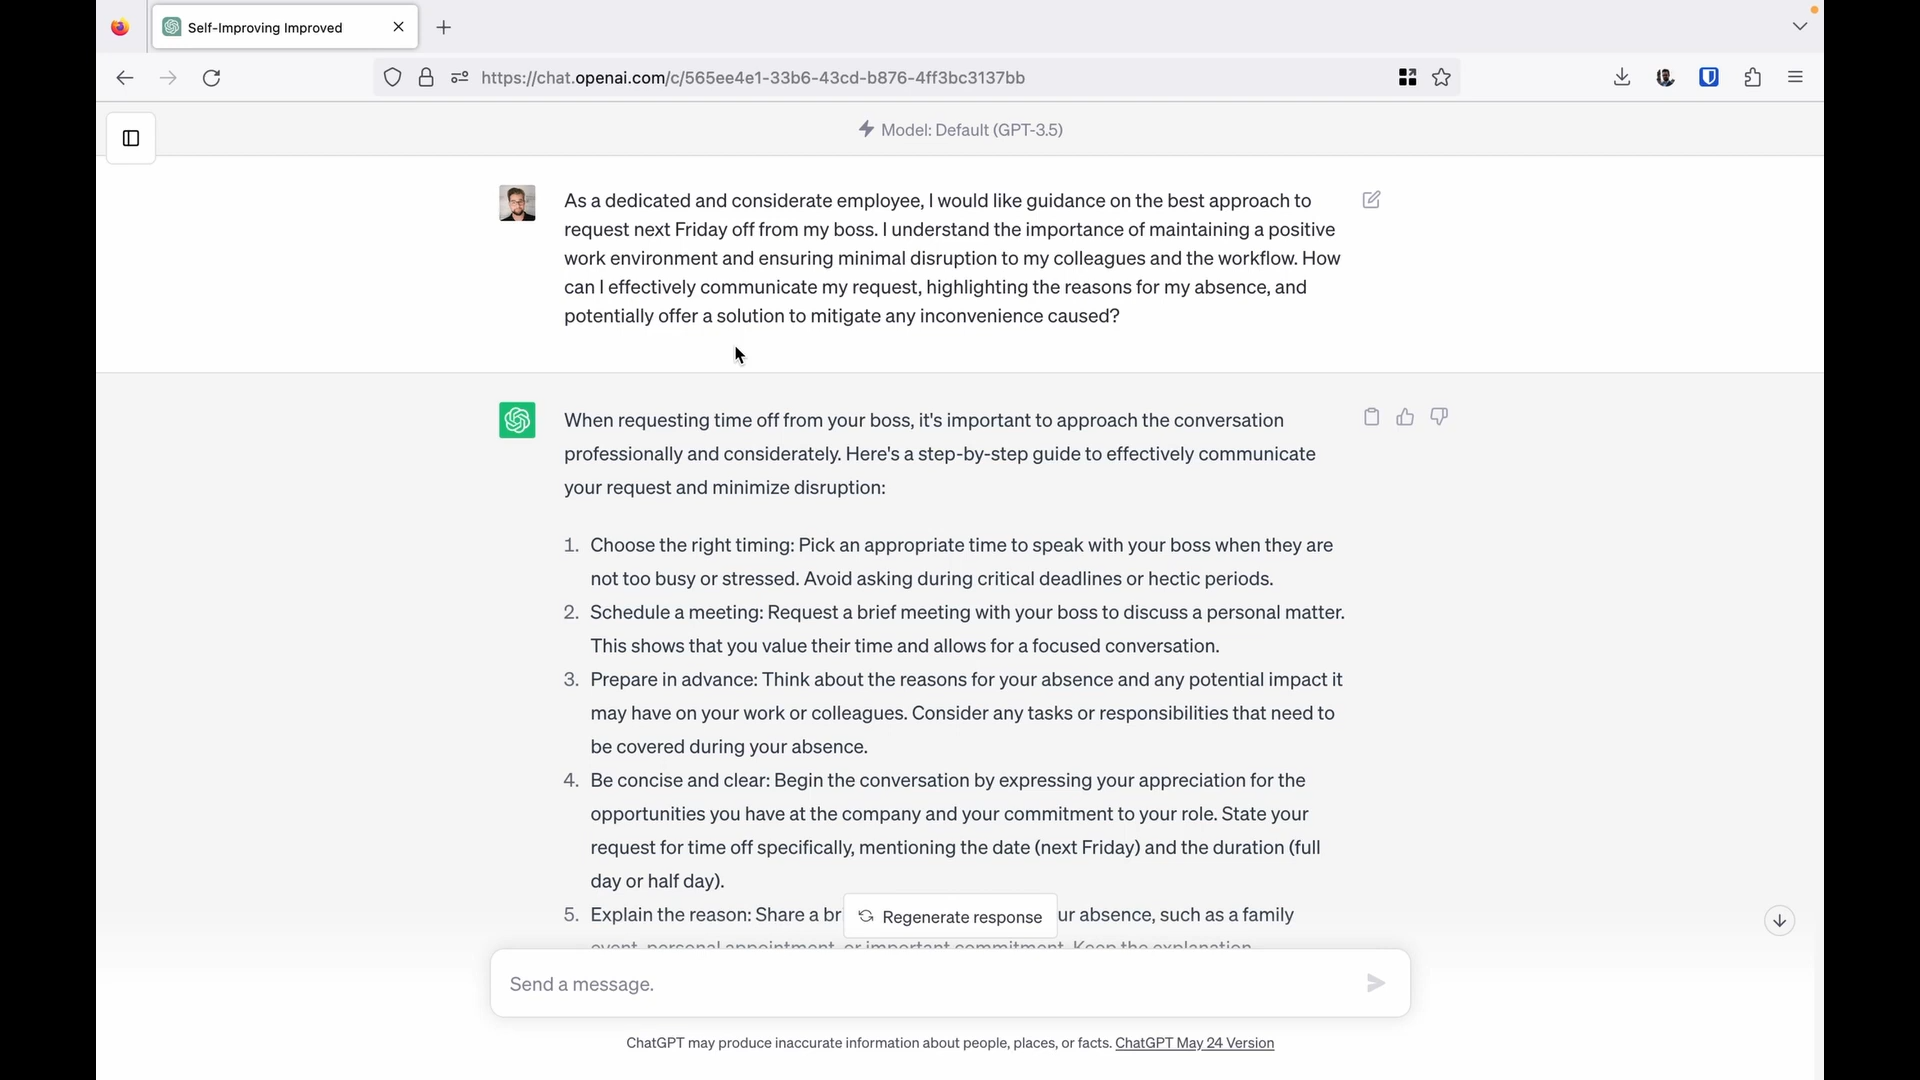 Self-Improving Improved
https://chat.openai.com/c/565ee4e1-33b6-43cd-b876-4ff3bc3137bb
Model: Default (GPT-3.5)
As a dedicated and considerate employee, I would like guidance on the best approach to
request next Friday off from my boss. I understand the importance of maintaining a positive
work environment and ensuring minimal disruption to my colleagues and the workflow. How
can I effectively communicate my request, highlighting the reasons for my absence, and
potentially offer a solution to mitigate any inconvenience caused?
When requesting time off from your boss, it's important to approach the conversation
professionally and considerately. Here's a step-by-step guide to effectively communicate
your request and minimize disruption:
1. Choose the right timing: Pick an appropriate time to speak with your boss when they are
not too busy or stressed. Avoid asking during critical deadlines or hectic periods.
2. Schedule a meeting: Request a brief meeting with your boss to discuss a personal matter.
This shows that you value their time and allows for a focused conversation.
3. Prepare in advance: Think about the reasons for your absence and any potential impact it
may have on your work or colleagues. Consider any tasks or responsibilities that need to
be covered during your absence.
4. Be concise and clear: Begin the conversation by expressing your appreciation for the
opportunities you have at the company and your commitment to your role. State your
request for time off specifically, mentioning the date (next Friday) and the duration (full
day or half day).
5. Explain the reason: Share a br Regenerate response ur absence, such as a family
event, personal appointment, or important commitment. Keep the explanation
Send a message.
ChatGPT may produce inaccurate information about people, places, or facts. ChatGPT May 24 Version